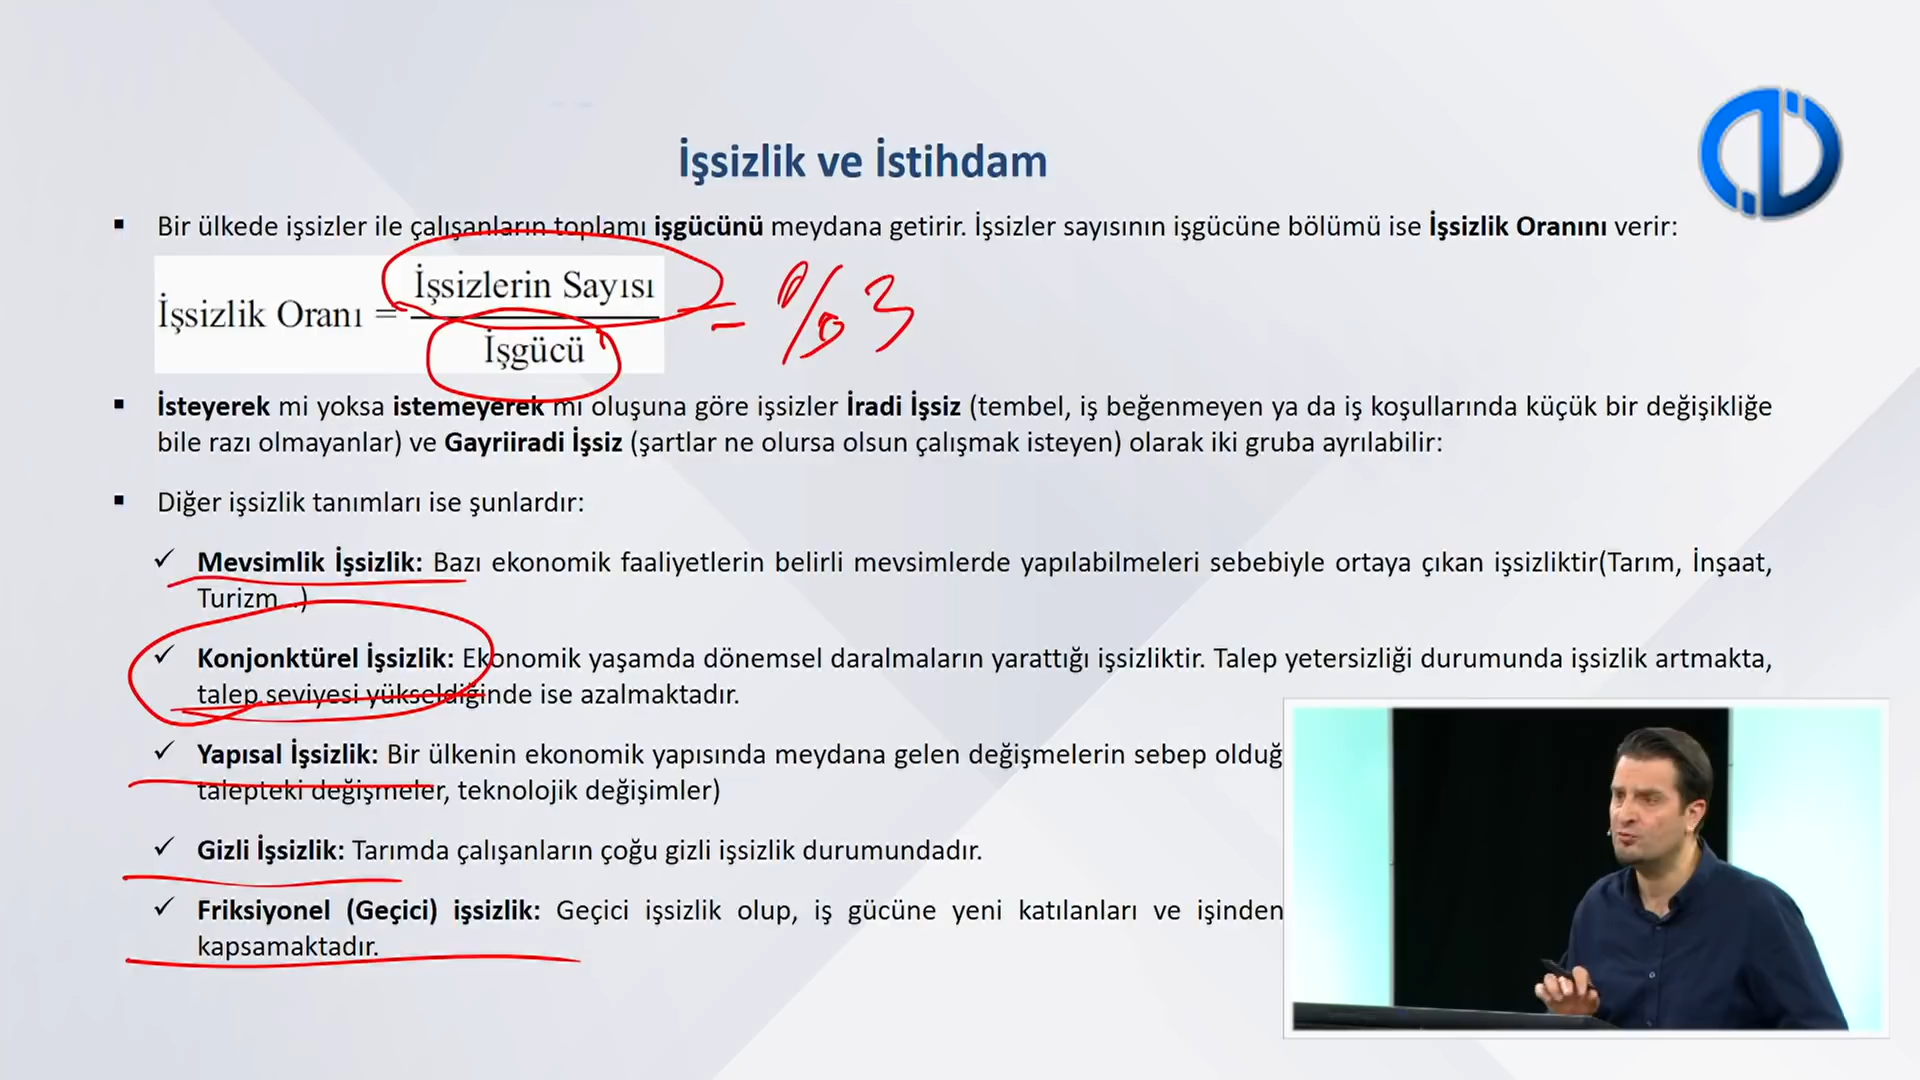 İşsizlik ve İstihdam
Bir ülkede işsizler ile çalışanların toplamı işgücünü meydana getirir. İşsizler sayısının işgücüne bölümü ise İşsizlik Oranını verir:
İşsizlik Oranı = İşsizlerin Sayısı = % 3
İşgücü
İsteyerek mi yoksa istemeyerek mi oluşuna göre işsizler İradi İşsiz (tembel, iş beğenmeyen ya da iş koşullarında küçük bir değişikliğe
bile razı olmayanlar) ve Gayriiradi İşsiz (şartlar ne olursa olsun çalışmak isteyen) olarak iki gruba ayrılabilir:
Diğer işsizlik tanımları ise şunlardır:
Mevsimlik İşsizlik: Bazı ekonomik faaliyetlerin belirli mevsimlerde yapılabilmeleri sebebiyle ortaya çıkan işsizliktir(Tarım, İnşaat,
Turizm...)
Konjonktürel İşsizlik: Ekonomik yaşamda dönemsel daralmaların yarattığı işsizliktir. Talep yetersizliği durumunda işsizlik artmakta,
talep seviyesi yükseldiğinde ise azalmaktadır.
Yapısal İşsizlik: Bir ülkenin ekonomik yapısında meydana gelen değişmelerin sebep olduğ
talepteki değişmeler, teknolojik değişimler)
Gizli İşsizlik: Tarımda çalışanların çoğu gizli işsizlik durumundadır.
Friksiyonel (Geçici) işsizlik: Geçici işsizlik olup, iş gücüne yeni katılanları ve işinden
kapsamaktadır.